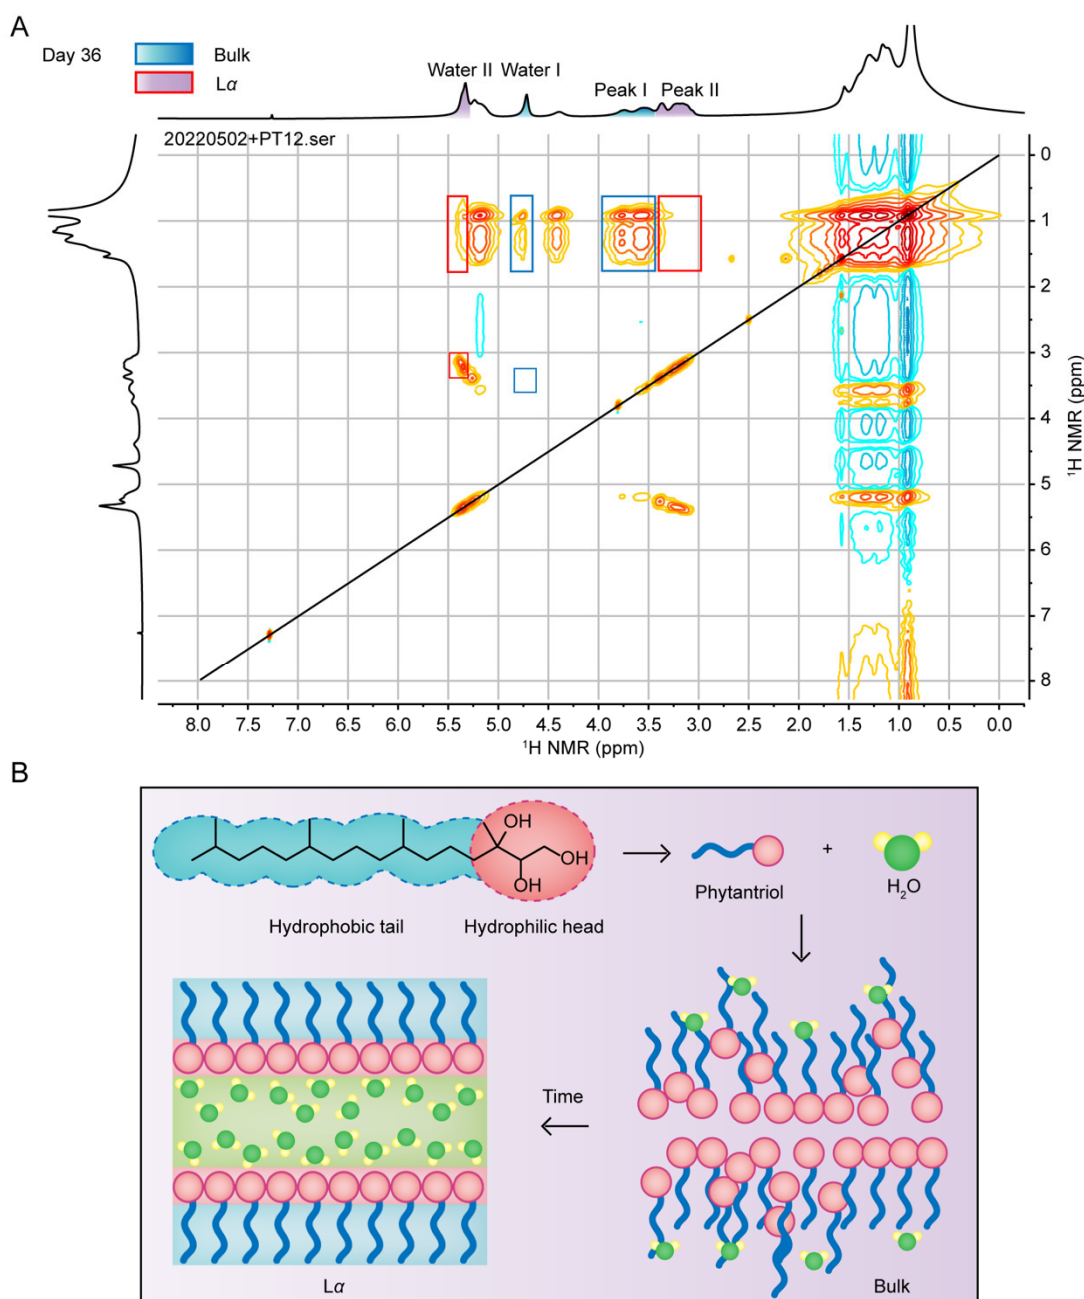 A
Day 36
Bulk
Lα
Water II
Water I
Peak I
Peak II
20220502+PT12.ser
0
1
2
3
4
5
6
7
8
¹H NMR (ppm)
8.0 7.5 7.0 6.5 6.0 5.5 5.0 4.5 4.0 3.5 3.0 2.5 2.0 1.5 1.0 0.5 0.0
¹H NMR (ppm)
B
OH
OH
OH
Hydrophobic tail
Hydrophilic head
Phytantriol
+
H₂O
Time
Lα
Bulk